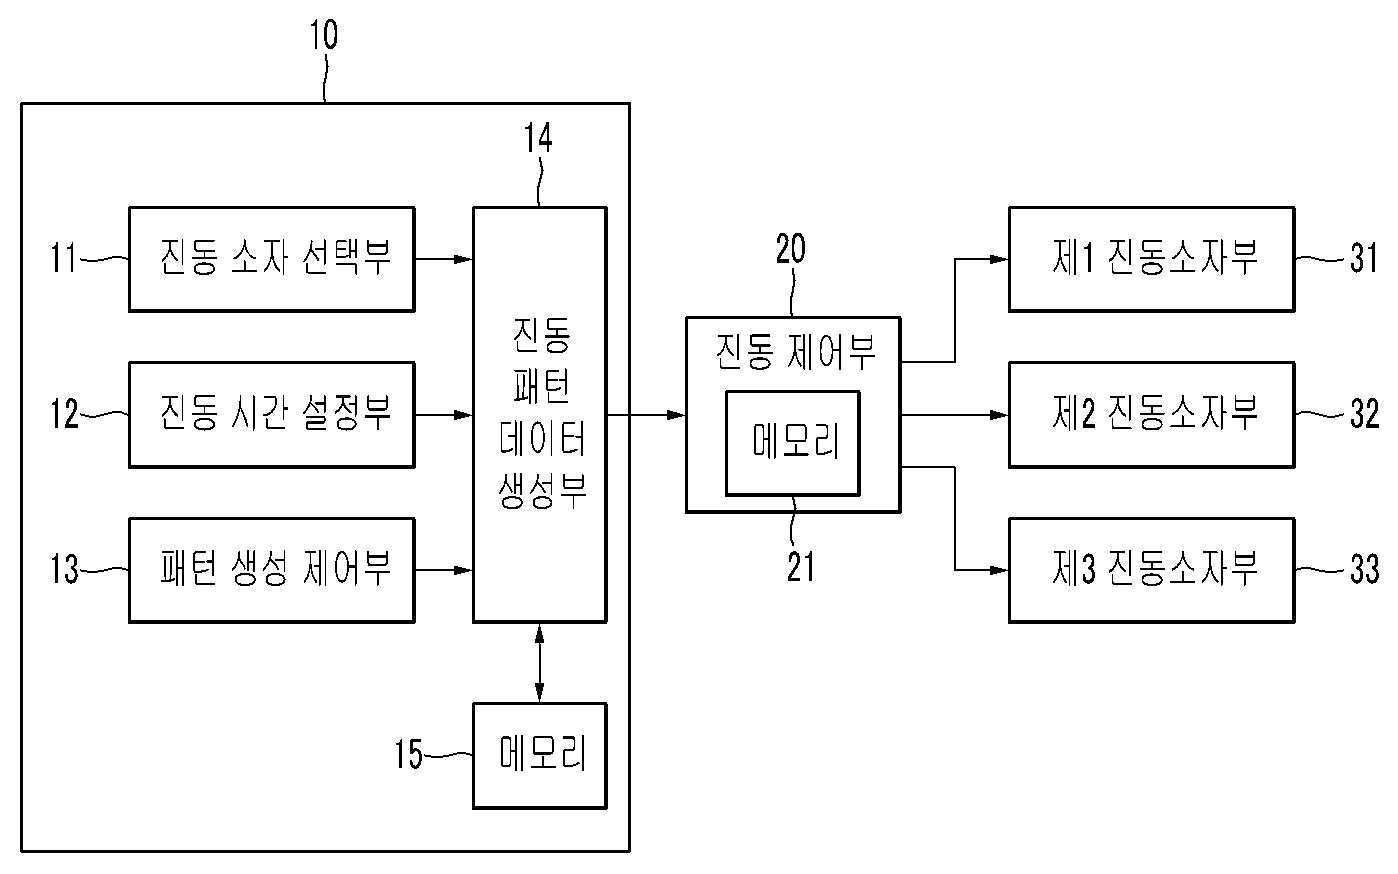 10
14
11
진동 소자 선택부
12
진동 시간 설정부
13
패턴 생성 제어부
진동
패턴
데이터
생성부
15
메모리
20
진동 제어부
메모리
21
제1 진동소자부
31
제2 진동소자부
32
제3 진동소자부
33